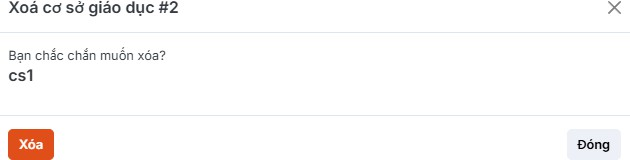 Xoá cơ sở giáo dục #2
Bạn chắc chắn muốn xóa?
cs1
Xóa
Đóng